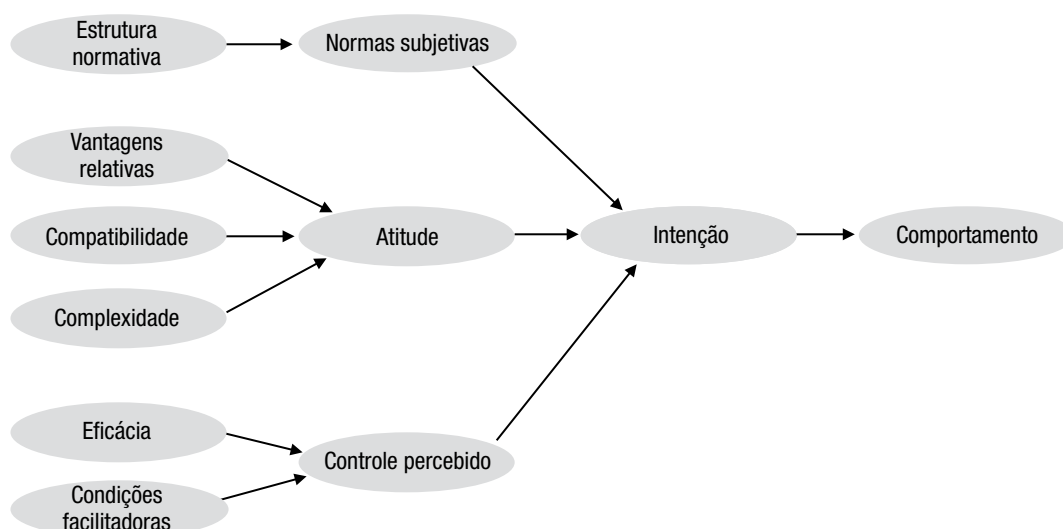 Estrutura
normativa
Normas subjetivas
Vantagens
relativas
Compatibilidade
Atitude
Intenção
Comportamento
Complexidade
Eficácia
Controle percebido
Condições
facilitadoras